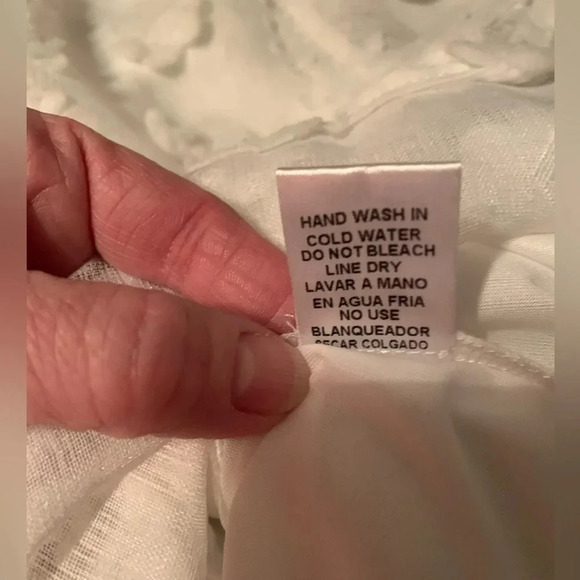 HAND WASH IN
COLD WATER
DO NOT BLEACH
LINE DRY
LAVAR A MANO
EN AGUA FRIA
NO USE
BLANQUEADOR
SECAR COLGADO